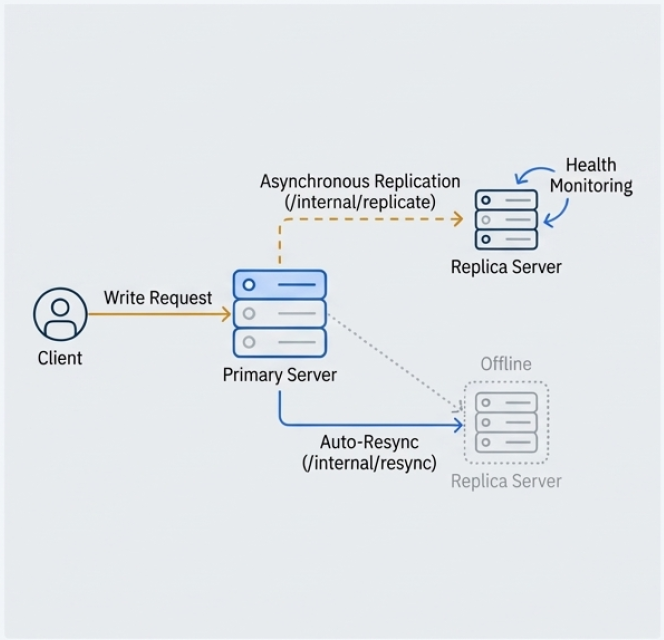 Asynchronous Replication
(/internal/replicate)
Health
Monitoring
Replica Server
Write Request
Client
Primary Server
Offline
Auto-Resync
(/internal/resync)
Replica Server